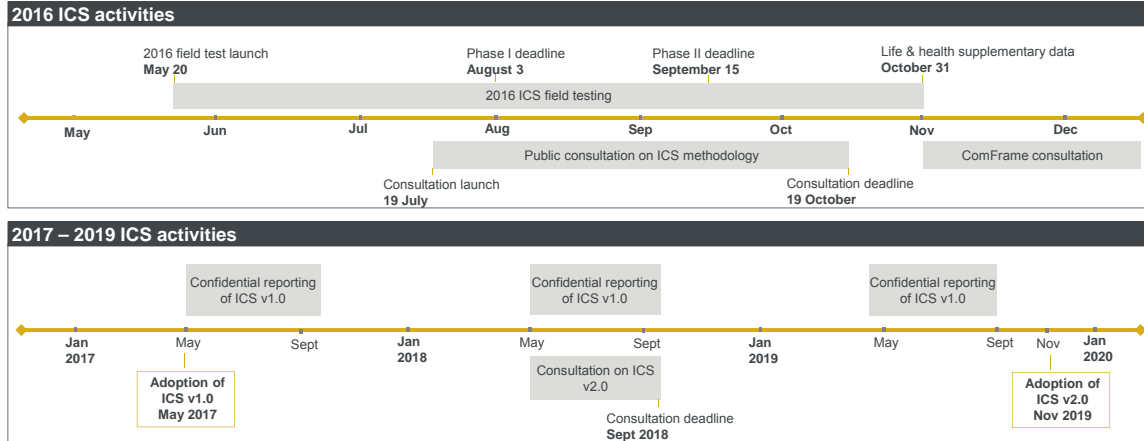 2016 ICS activities
2016 field test launch
May 20
Phase I deadline
August 3
Phase II deadline
September 15
Life & health supplementary data
October 31
2016 ICS field testing
May
Jun
Jul
Aug
Sep
Oct
Nov
Dec
Public consultation on ICS methodology
ComFrame consultation
Consultation launch
19 July
Consultation deadline
19 October
2017 – 2019 ICS activities
Confidential reporting
of ICS v1.0
Confidential reporting
of ICS v1.0
Confidential reporting
of ICS v1.0
Jan
2017
May
Sept
Jan
2018
May
Sept
Jan
2019
May
Sept
Nov
Jan
2020
Adoption of
ICS v1.0
May 2017
Consultation on ICS
v2.0
Consultation deadline
Sept 2018
Adoption of
ICS v2.0
Nov 2019